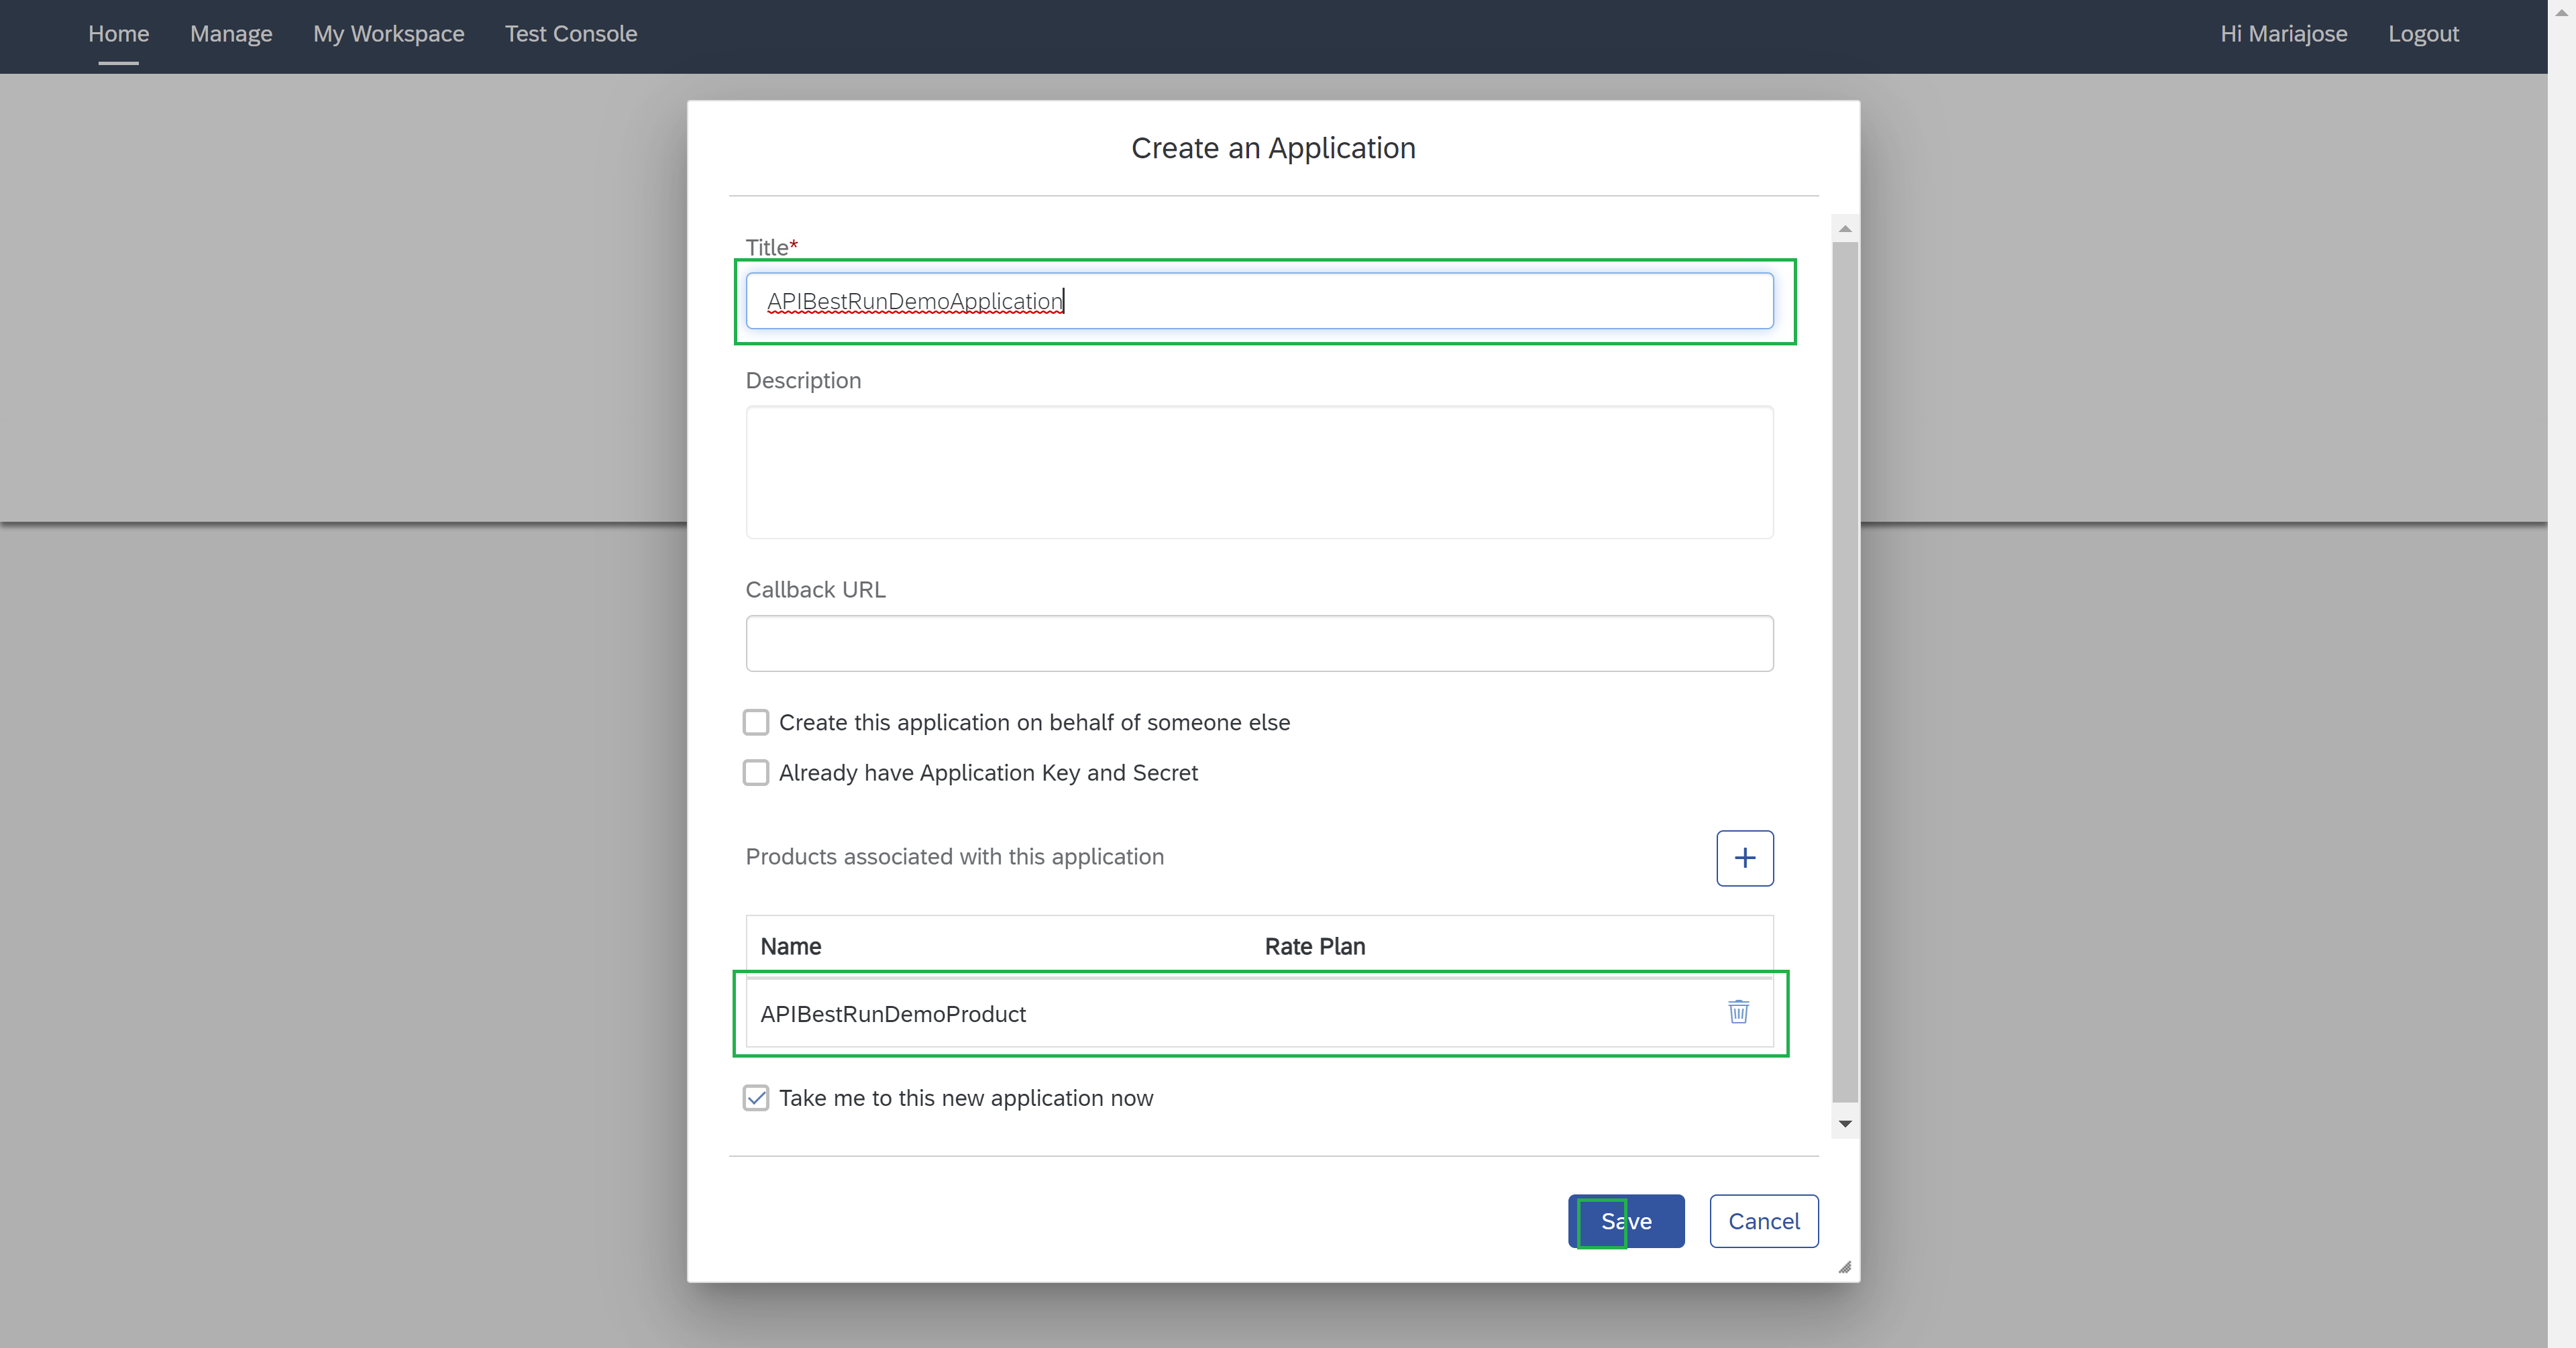 Home Manage My Workspace Test Console Hi Mariajose Logout
Create an Application
Title*
APIBestRunDemoApplication
Description
Callback URL
Create this application on behalf of someone else
Already have Application Key and Secret
Products associated with this application
Name Rate Plan
APIBestRunDemoProduct
Take me to this new application now
Save Cancel